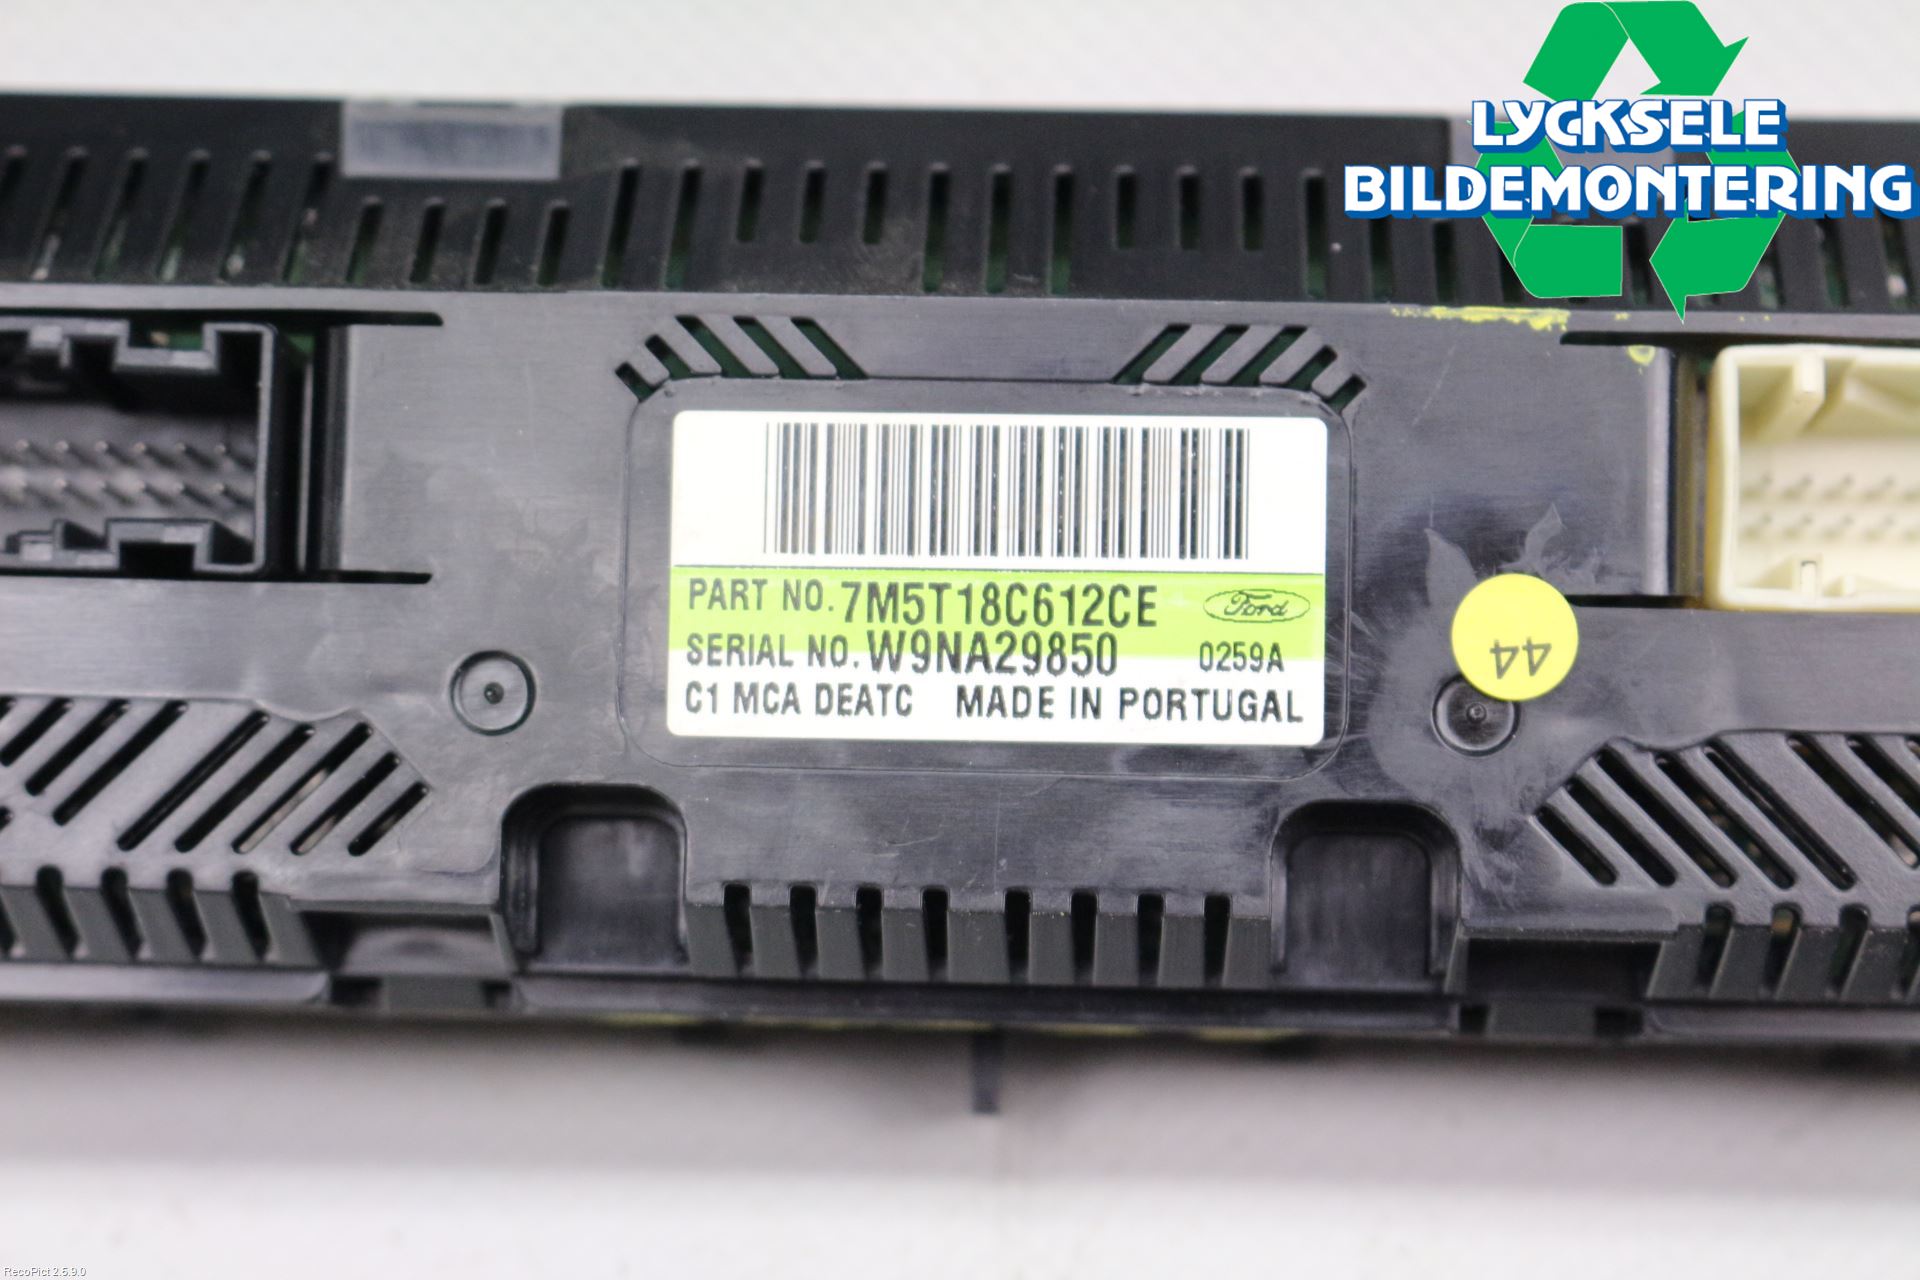 LYCKSELE
BILDEMONTERING
PART NO. 7M5T18C612CE Ford
SERIAL NO. W9NA29850 0259A
C1 MCA DEATC MADE IN PORTUGAL
44
RecoPict 2.5.9.0